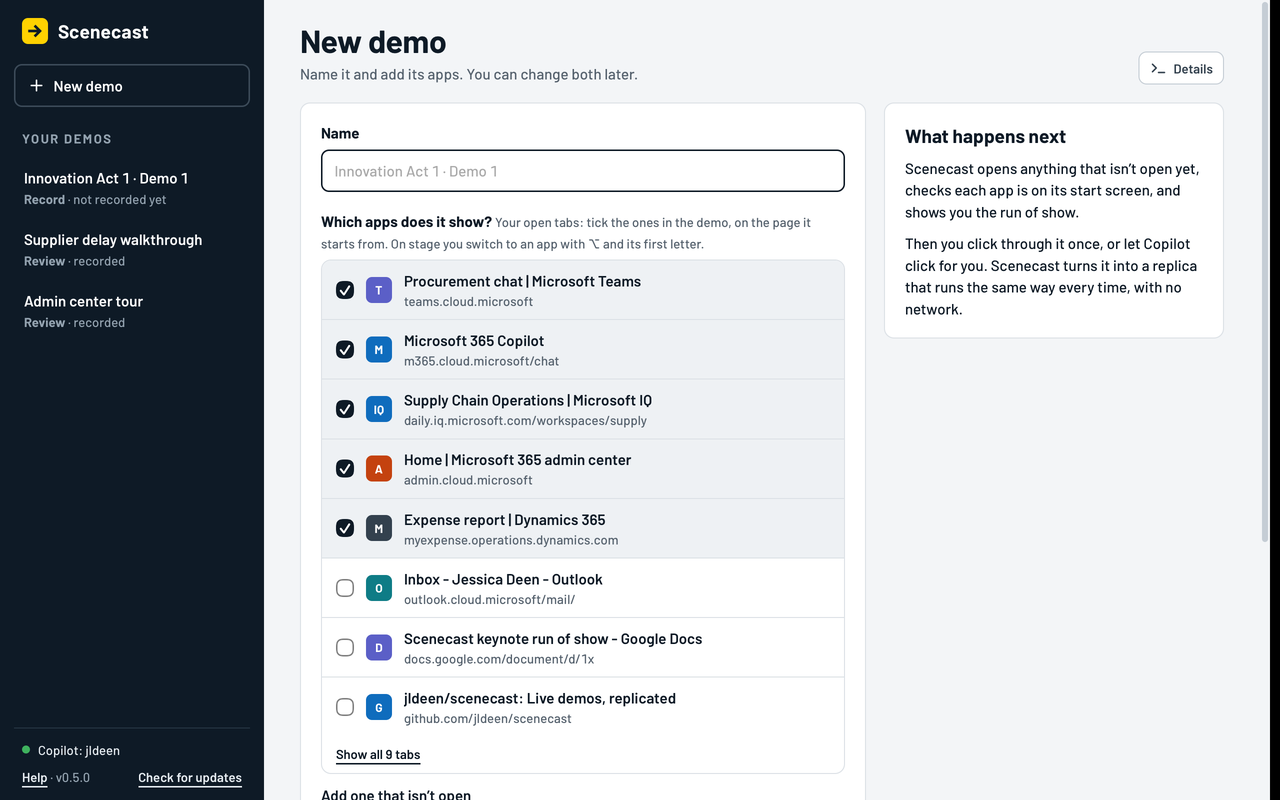 Scenecast
New demo
YOUR DEMOS
Innovation Act 1 · Demo 1
Record · not recorded yet
Supplier delay walkthrough
Review · recorded
Admin center tour
Review · recorded
Copilot: jldeen
Help · v0.5.0
Check for updates
New demo
Name it and add its apps. You can change both later.
Details
Name
Innovation Act 1 · Demo 1
Which apps does it show? Your open tabs: tick the ones in the demo, on the page it
starts from. On stage you switch to an app with ⌥ and its first letter.
T
Procurement chat | Microsoft Teams
teams.cloud.microsoft
M
Microsoft 365 Copilot
m365.cloud.microsoft/chat
IQ
Supply Chain Operations | Microsoft IQ
daily.iq.microsoft.com/workspaces/supply
A
Home | Microsoft 365 admin center
admin.cloud.microsoft
M
Expense report | Dynamics 365
myexpense.operations.dynamics.com
O
Inbox - Jessica Deen - Outlook
outlook.cloud.microsoft/mail/
D
Scenecast keynote run of show - Google Docs
docs.google.com/document/d/1x
G
jldeen/scenecast: Live demos, replicated
github.com/jldeen/scenecast
Show all 9 tabs
Add one that isn't open
What happens next
Scenecast opens anything that isn't open yet,
checks each app is on its start screen, and
shows you the run of show.
Then you click through it once, or let Copilot
click for you. Scenecast turns it into a replica
that runs the same way every time, with no
network.